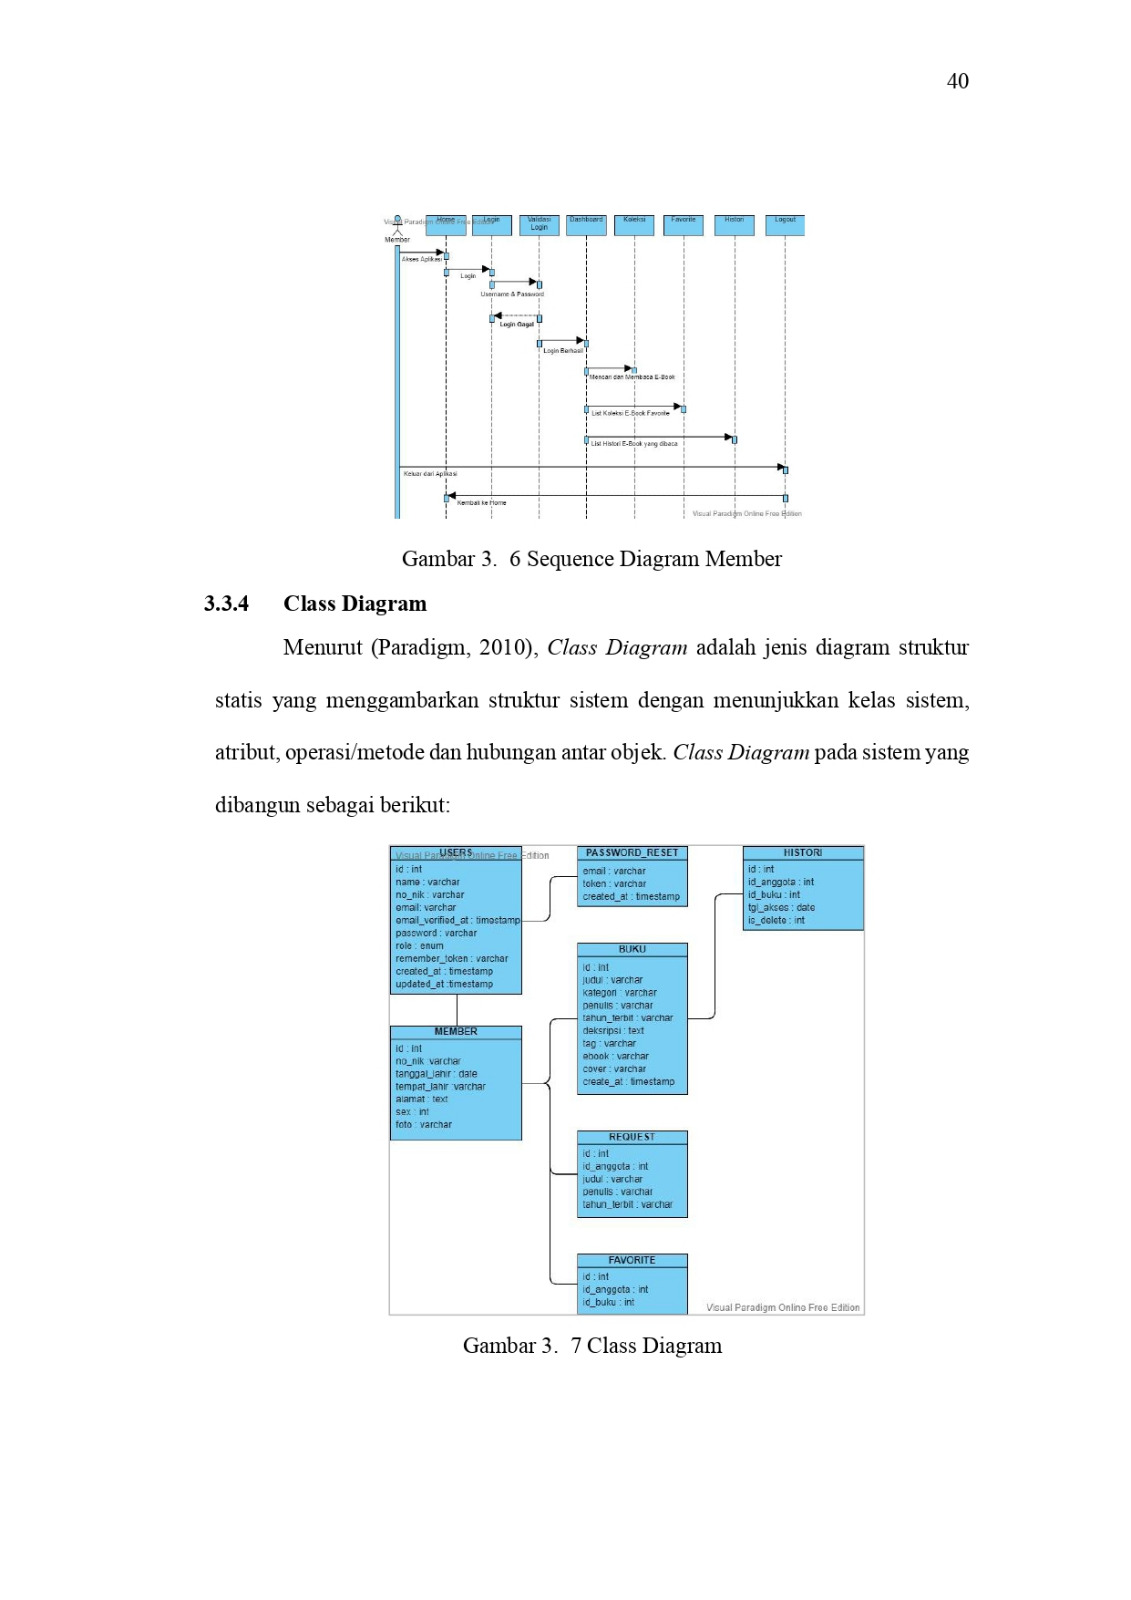 40
Visual Paradigm Online Free Edition
Home
Login
Validasi
Login
Dashboard
Koleksi
Favorite
Histori
Logout
Member
Akses Aplikasi
Login
Username & Password
Login Gagal
Login Berhasil
Mencari dan Membaca E-Book
List Koleksi E-Book Favorite
List Histori E-Book yang dibaca
Keluar dari Aplikasi
Kembali ke Home
Visual Paradigm Online Free Edition
Gambar 3. 6 Sequence Diagram Member
3.3.4 Class Diagram
Menurut (Paradigm, 2010), Class Diagram adalah jenis diagram struktur
statis yang menggambarkan struktur sistem dengan menunjukkan kelas sistem,
atribut, operasi/metode dan hubungan antar objek. Class Diagram pada sistem yang
dibangun sebagai berikut:
Visual Paradigm Online Free Edition
USERS
id : int
name : varchar
no_nik : varchar
email: varchar
email_verified_at : timestamp
password : varchar
role : enum
remember_token : varchar
created_at : timestamp
updated_at :timestamp
PASSWORD_RESET
email : varchar
token : varchar
created_at : timestamp
HISTORI
id : int
id_anggota : int
id_buku : int
tgl_akses : date
is_delete : int
BUKU
id : int
judul : varchar
kategori : varchar
penulis : varchar
tahun_terbit : varchar
deksripsi : text
tag : varchar
ebook : varchar
cover : varchar
create_at : timestamp
MEMBER
id : int
no_nik :varchar
tanggal_lahir : date
tempat_lahir :varchar
alamat : text
sex : int
foto : varchar
REQUEST
id : int
id_anggota : int
judul : varchar
penulis : varchar
tahun_terbit : varchar
FAVORITE
id : int
id_anggota : int
id_buku : int
Visual Paradigm Online Free Edition
Gambar 3. 7 Class Diagram